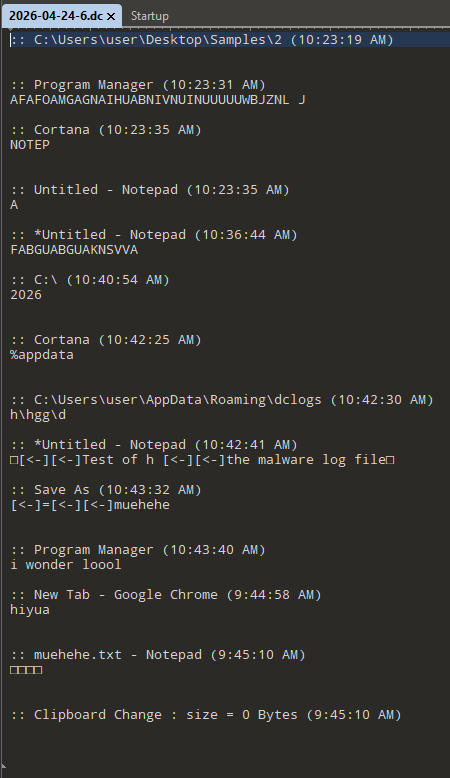 2026-04-24-6.dc × Startup
:: C:\Users\user\Desktop\Samples\2 (10:23:19 AM)
:: Program Manager (10:23:31 AM)
AFAFOAMGAGNAIHUABNIVNUINUUUUUWBJZNL J
:: Cortana (10:23:35 AM)
NOTEP
:: Untitled - Notepad (10:23:35 AM)
A
:: *Untitled - Notepad (10:36:44 AM)
FABGUABGUAKNSVVA
:: C:\ (10:40:54 AM)
2026
:: Cortana (10:42:25 AM)
%appdata
:: C:\Users\user\AppData\Roaming\dclogs (10:42:30 AM)
h\hgg\d
:: *Untitled - Notepad (10:42:41 AM)
□[<-][<-]Test of h [<-][<-]the malware log file□
:: Save As (10:43:32 AM)
[<-]=[<-][<-]muehehe
:: Program Manager (10:43:40 AM)
i wonder loool
:: New Tab - Google Chrome (9:44:58 AM)
hiyua
:: muehehe.txt - Notepad (9:45:10 AM)
□□□□
:: Clipboard Change : size = 0 Bytes (9:45:10 AM)